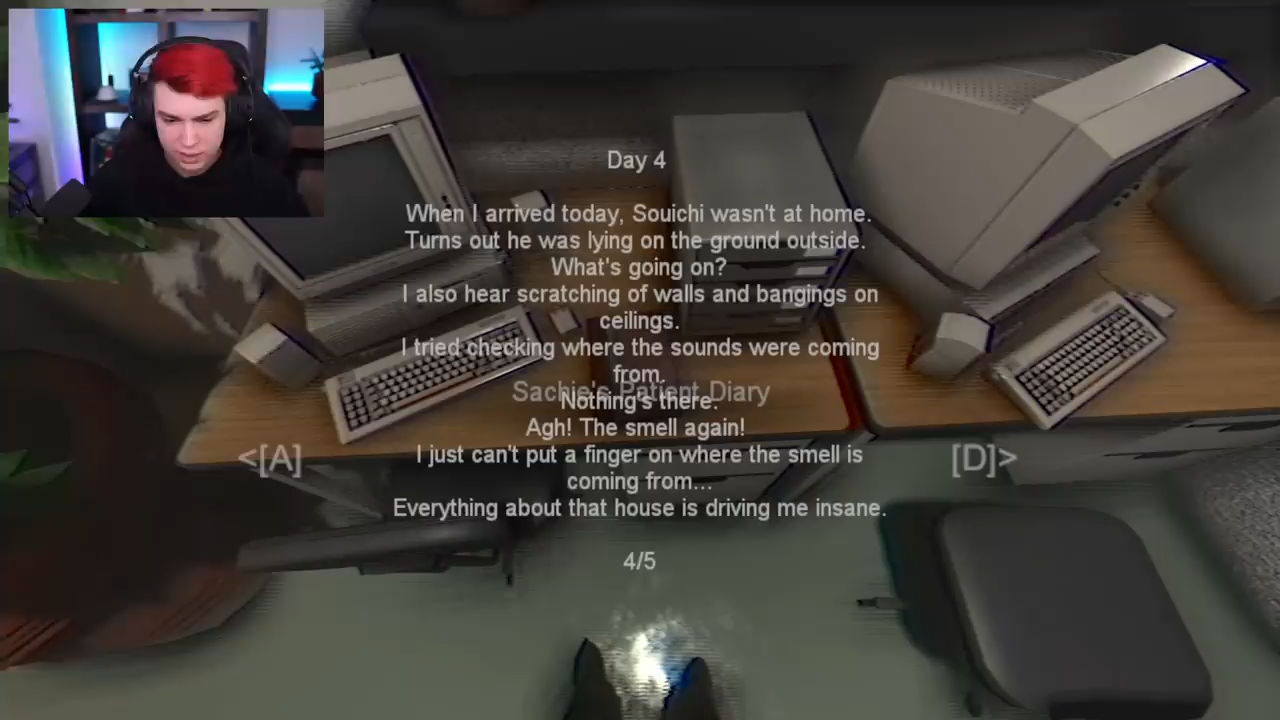 Day 4
When I arrived today, Souichi wasn't at home.
Turns out he was lying on the ground outside.
What's going on?
I also hear scratching of walls and bangings on
ceilings.
I tried checking where the sounds were coming
from.
Sachie's Patient Diary
Nothing's there.
Agh! The smell again!
I just can't put a finger on where the smell is
coming from...
Everything about that house is driving me insane.
<[A]
[D]>
4/5